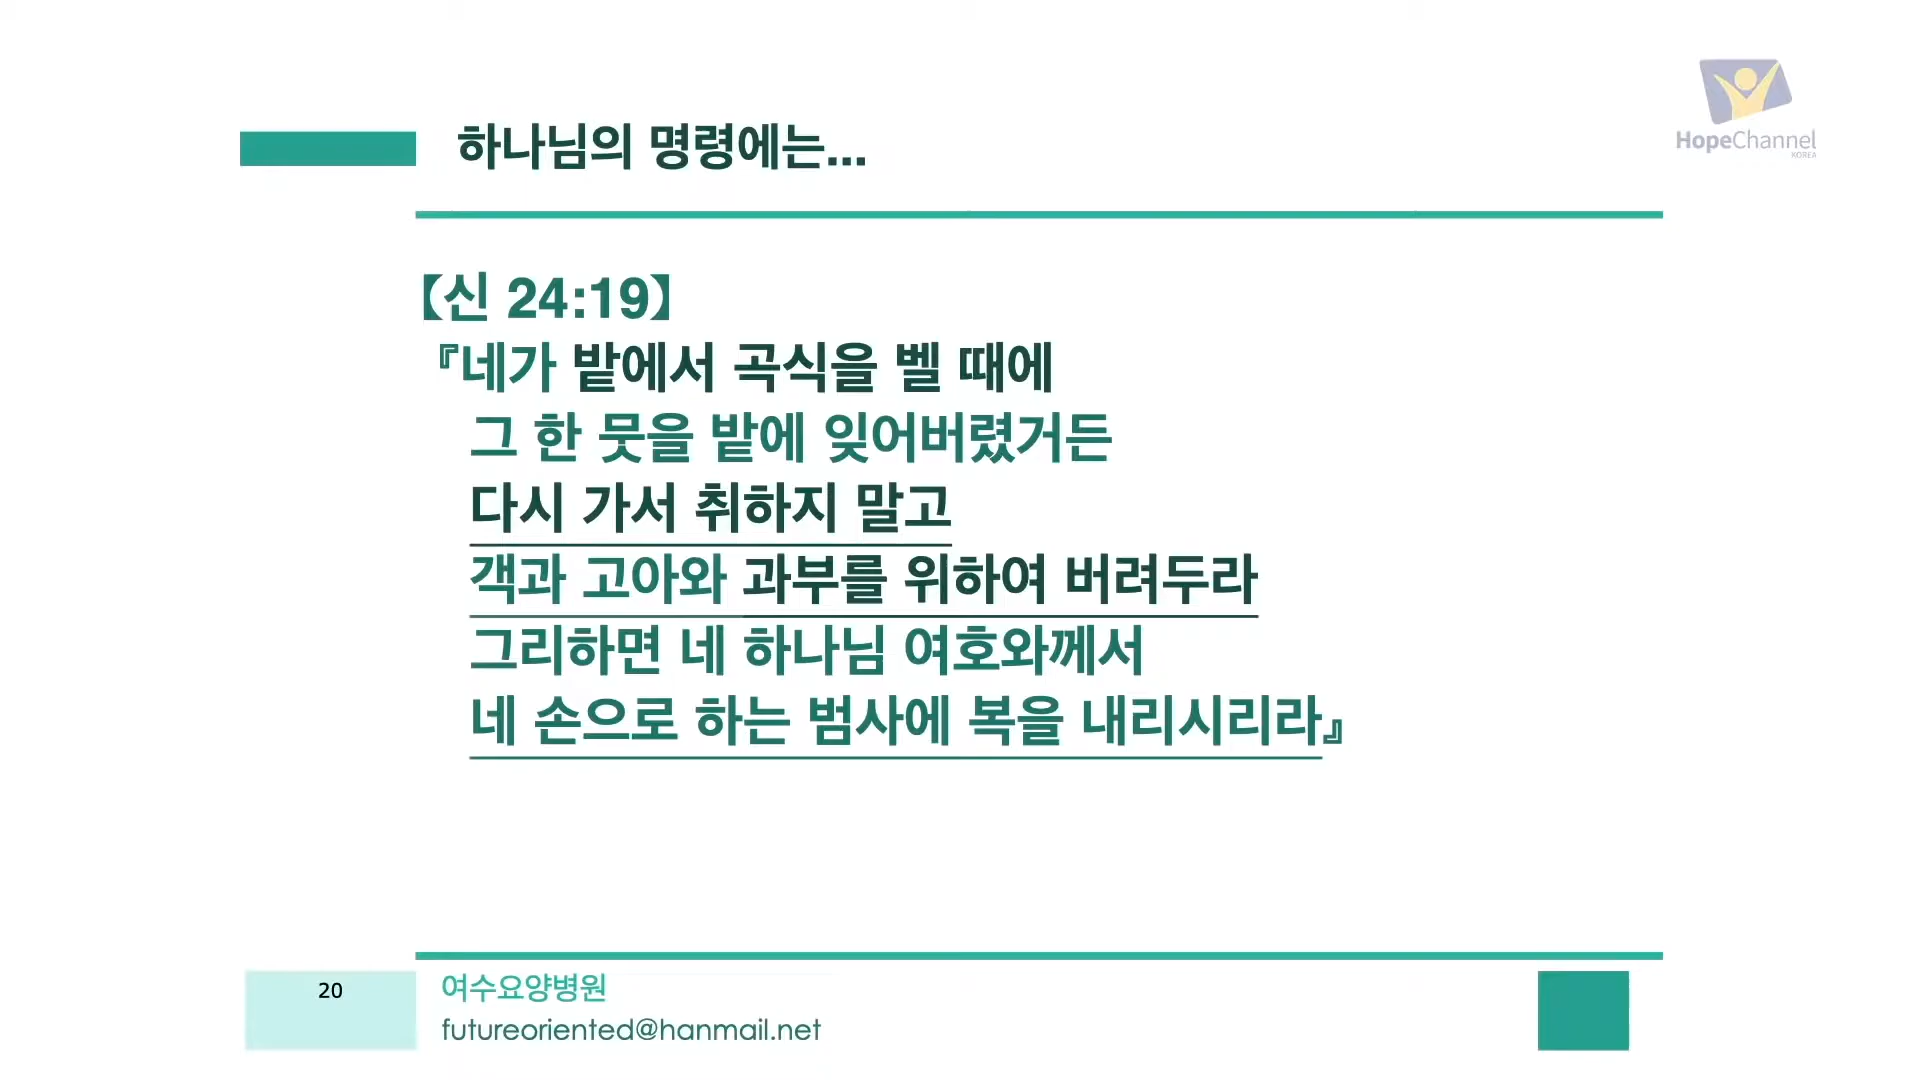 HopeChannel
KOREA
하나님의 명령에는...
【신 24:19】
『네가 밭에서 곡식을 벨 때에
그 한 뭇을 밭에 잊어버렸거든
다시 가서 취하지 말고
객과 고아와 과부를 위하여 버려두라
그리하면 네 하나님 여호와께서
네 손으로 하는 범사에 복을 내리시리라』
20
여수요양병원
futureoriented@hanmail.net